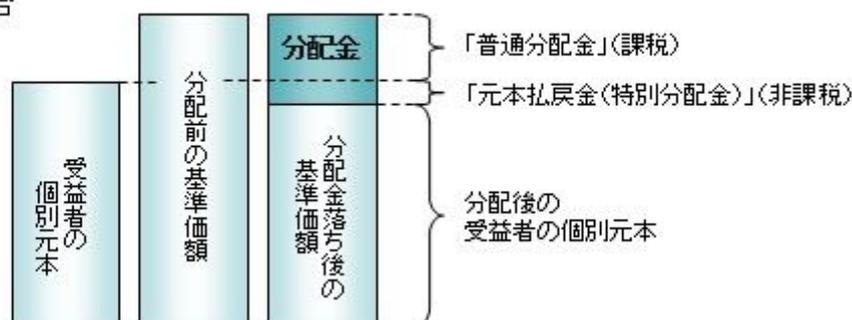 分配金
「普通分配金」(課税)
「元本払戻金(特別分配金)」(非課税)
受益者の
個別元本
分配前の基準価額
分配金落ち後の
基準価額
分配後の
受益者の個別元本